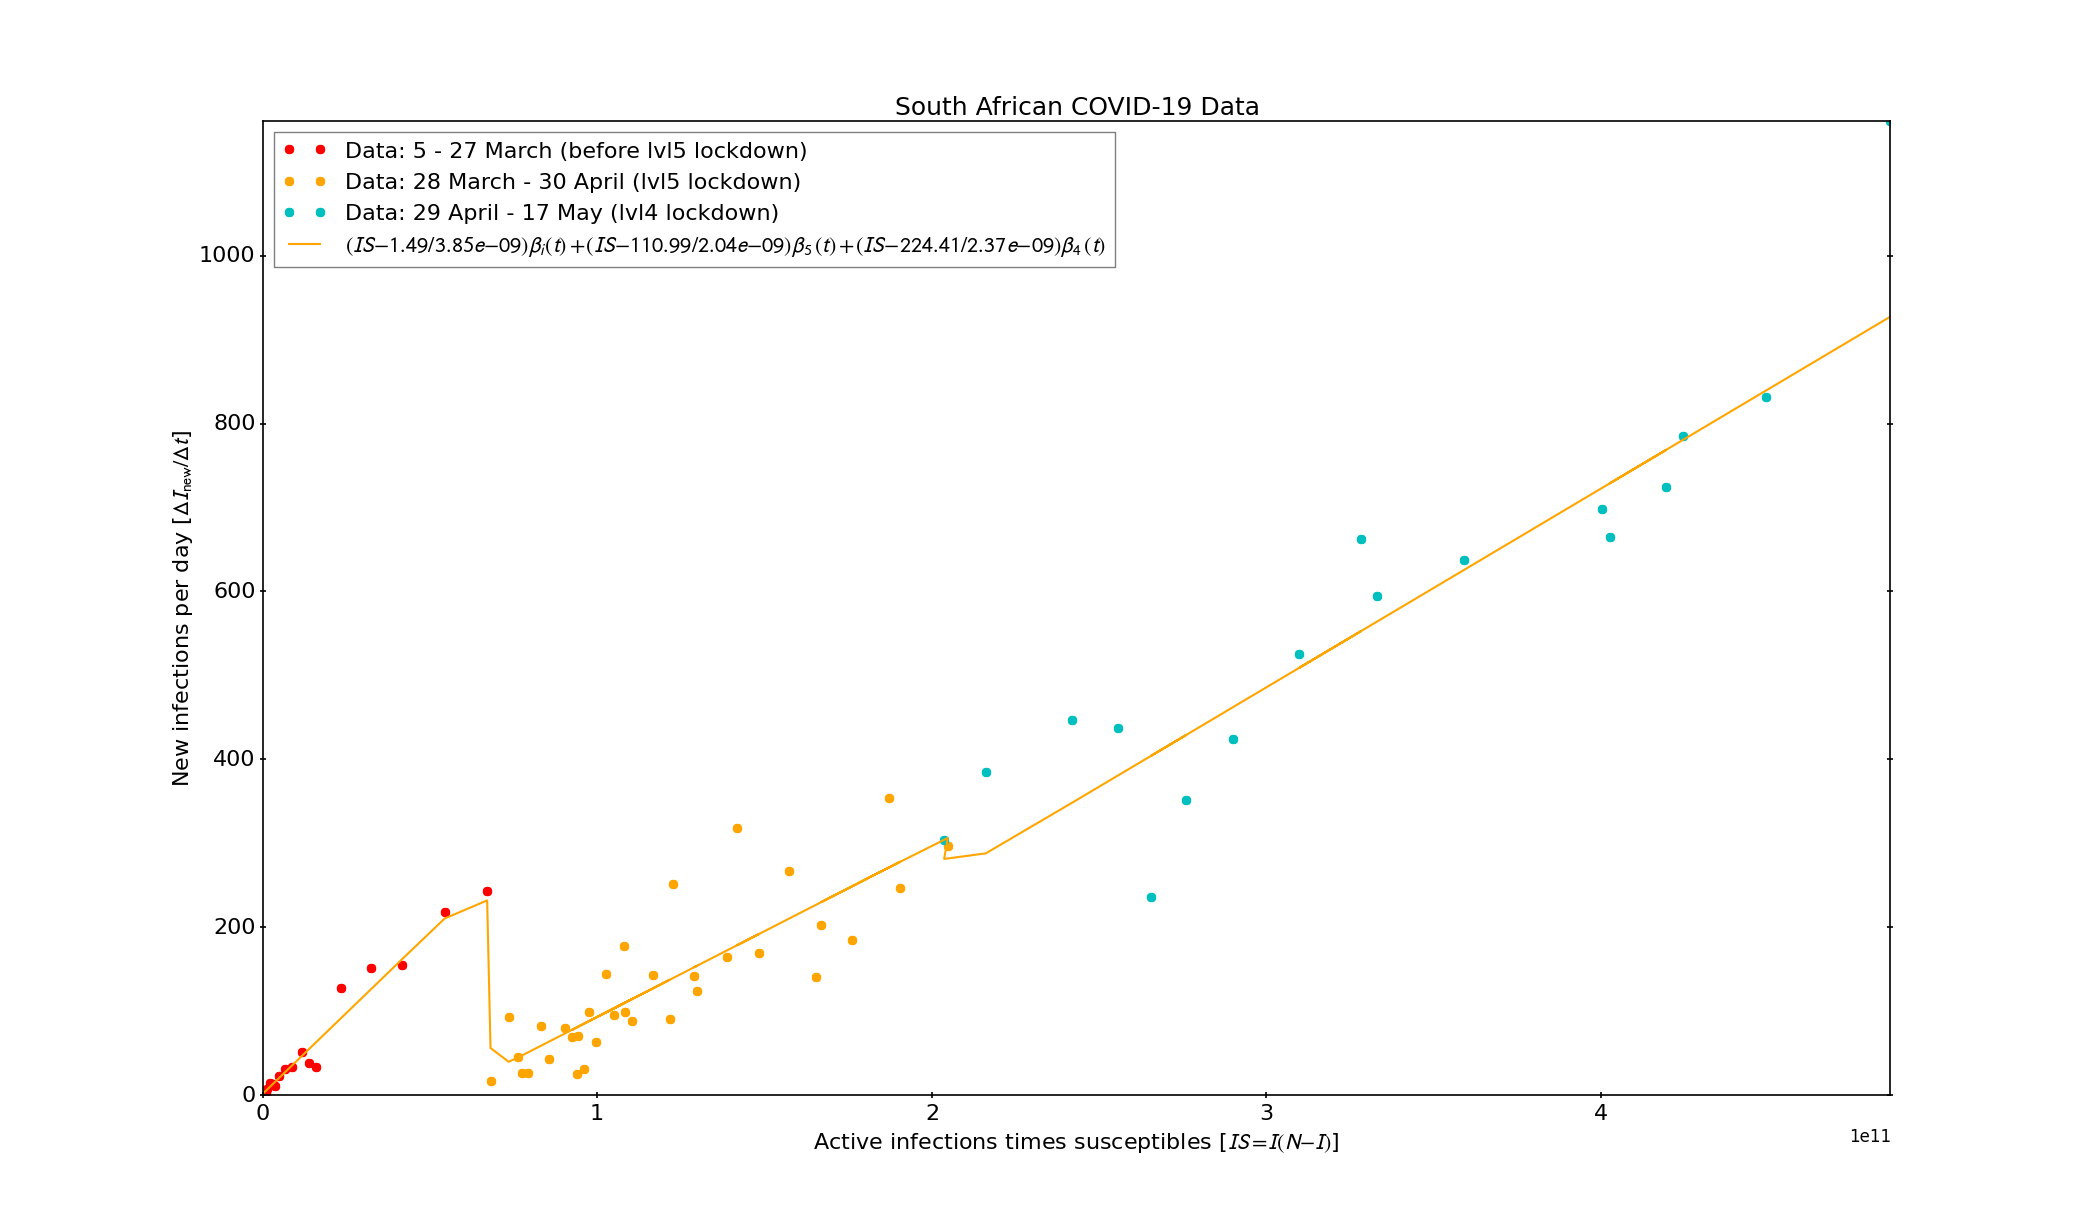 South African COVID-19 Data
Data: 5 - 27 March (before lvl5 lockdown)
Data: 28 March - 30 April (lvl5 lockdown)
Data: 29 April - 17 May (lvl4 lockdown)
(IS−1.49/3.85e−09)βᵢ(t)+(IS−110.99/2.04e−09)β₅(t)+(IS−224.41/2.37e−09)β₄(t)
1000
800
600
400
200
0
New infections per day [ΔI_new/Δt]
0 1 2 3 4
1e11
Active infections times susceptibles [IS=I(N−I)]